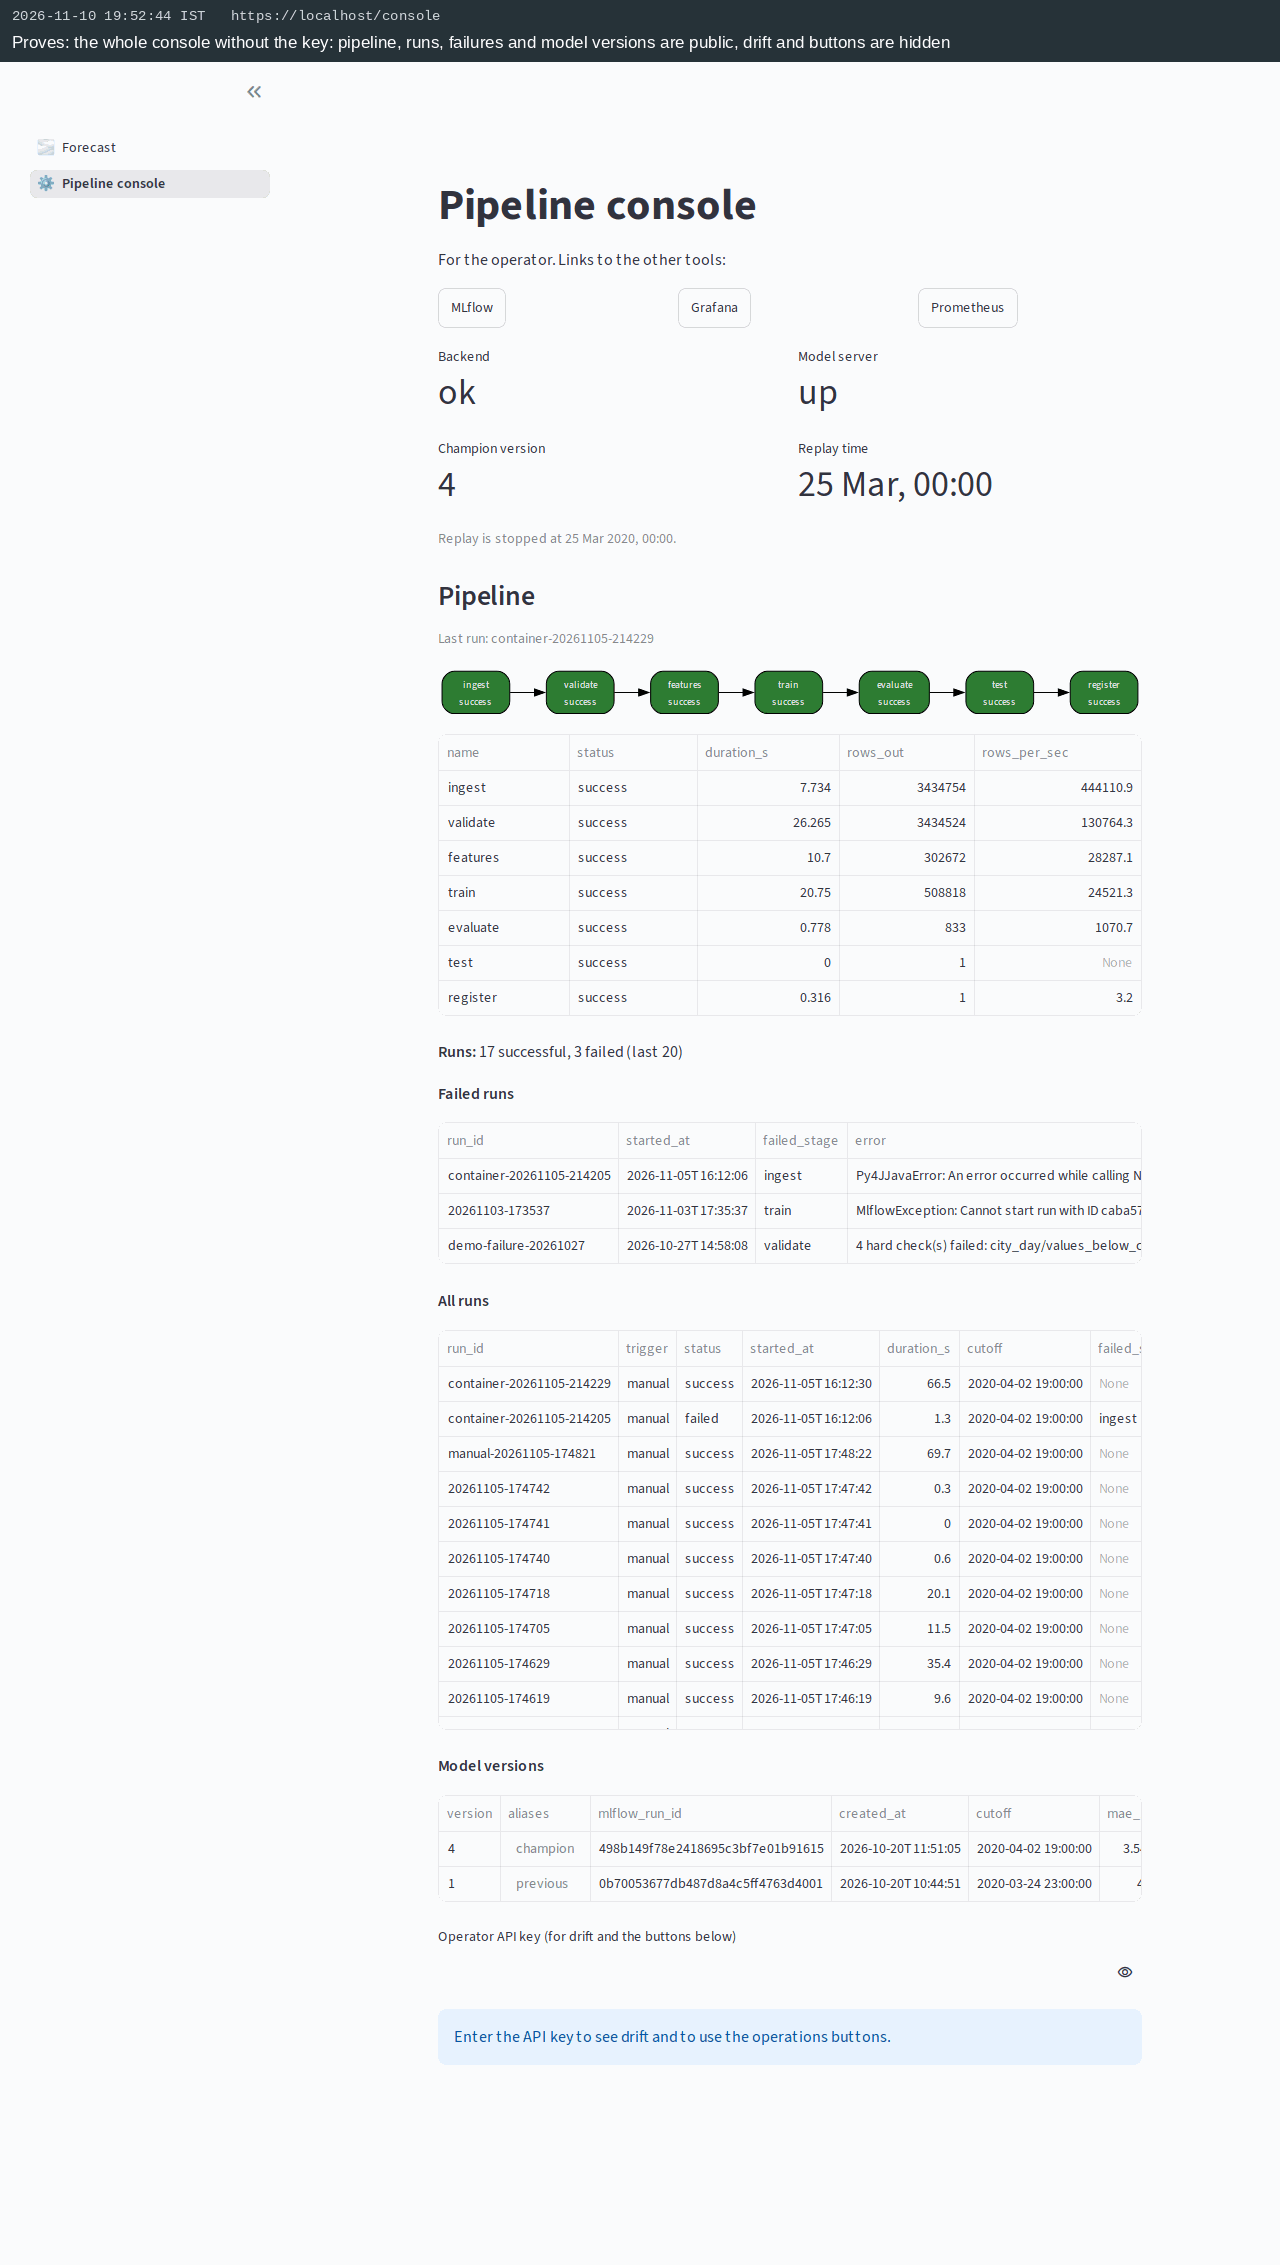 2026-11-10 19:52:44 IST https://localhost/console
Proves: the whole console without the key: pipeline, runs, failures and model versions are public, drift and buttons are hidden
Forecast
Pipeline console
Pipeline console
For the operator. Links to the other tools:
MLflow Grafana Prometheus
Backend Model server
ok up
Champion version Replay time
4 25 Mar, 00:00
Replay is stopped at 25 Mar 2020, 00:00.
Pipeline
Last run: container-20261105-214229
ingest validate features train evaluate test register
success success success success success success success
name status duration_s rows_out rows_per_sec
ingest success 7.734 3434754 444110.9
validate success 26.265 3434524 130764.3
features success 10.7 302672 28287.1
train success 20.75 508818 24521.3
evaluate success 0.778 833 1070.7
test success 0 1 None
register success 0.316 1 3.2
Runs: 17 successful, 3 failed (last 20)
Failed runs
run_id started_at failed_stage error
container-20261105-214205 2026-11-05T16:12:06 ingest Py4JJavaError: An error occurred while calling N
20261103-173537 2026-11-03T17:35:37 train MlflowException: Cannot start run with ID caba57
demo-failure-20261027 2026-10-27T14:58:08 validate 4 hard check(s) failed: city_day/values_below_c
All runs
run_id trigger status started_at duration_s cutoff failed_s
container-20261105-214229 manual success 2026-11-05T16:12:30 66.5 2020-04-02 19:00:00 None
container-20261105-214205 manual failed 2026-11-05T16:12:06 1.3 2020-04-02 19:00:00 ingest
manual-20261105-174821 manual success 2026-11-05T17:48:22 69.7 2020-04-02 19:00:00 None
20261105-174742 manual success 2026-11-05T17:47:42 0.3 2020-04-02 19:00:00 None
20261105-174741 manual success 2026-11-05T17:47:41 0 2020-04-02 19:00:00 None
20261105-174740 manual success 2026-11-05T17:47:40 0.6 2020-04-02 19:00:00 None
20261105-174718 manual success 2026-11-05T17:47:18 20.1 2020-04-02 19:00:00 None
20261105-174705 manual success 2026-11-05T17:47:05 11.5 2020-04-02 19:00:00 None
20261105-174629 manual success 2026-11-05T17:46:29 35.4 2020-04-02 19:00:00 None
20261105-174619 manual success 2026-11-05T17:46:19 9.6 2020-04-02 19:00:00 None
Model versions
version aliases mlflow_run_id created_at cutoff mae_
4 champion 498b149f78e2418695c3bf7e01b91615 2026-10-20T11:51:05 2020-04-02 19:00:00 3.5
1 previous 0b70053677db487d8a4c5ff4763d4001 2026-10-20T10:44:51 2020-03-24 23:00:00 4
Operator API key (for drift and the buttons below)
Enter the API key to see drift and to use the operations buttons.